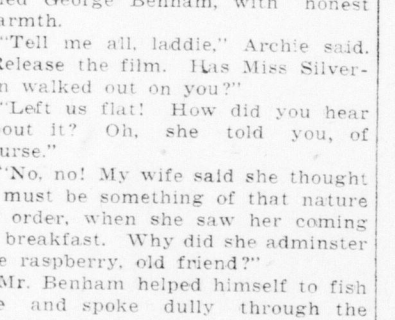 ed George Benham, with honest
armth.
"Tell me all, laddie," Archie said.
Release the film. Has Miss Silver-
n walked out on you?"
"Left us flat! How did you hear
out it? Oh, she told you, of
urse."
"No, no! My wife said she thought
must be something of that nature
order, when she saw her coming
breakfast. Why did she adminster
e raspberry, old friend?"
Mr. Benham helped himself to fish
e and spoke dully through the